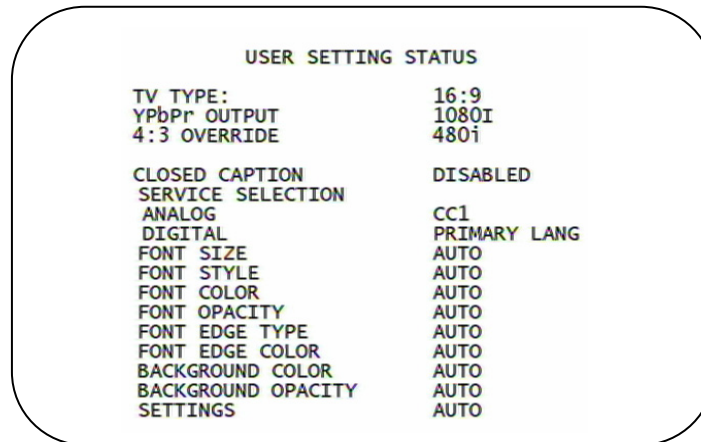 USER SETTING STATUS
TV TYPE: 16:9
YPbPr OUTPUT 1080I
4:3 OVERRIDE 480i
CLOSED CAPTION DISABLED
SERVICE SELECTION
ANALOG CC1
DIGITAL PRIMARY LANG
FONT SIZE AUTO
FONT STYLE AUTO
FONT COLOR AUTO
FONT OPACITY AUTO
FONT EDGE TYPE AUTO
FONT EDGE COLOR AUTO
BACKGROUND COLOR AUTO
BACKGROUND OPACITY AUTO
SETTINGS AUTO